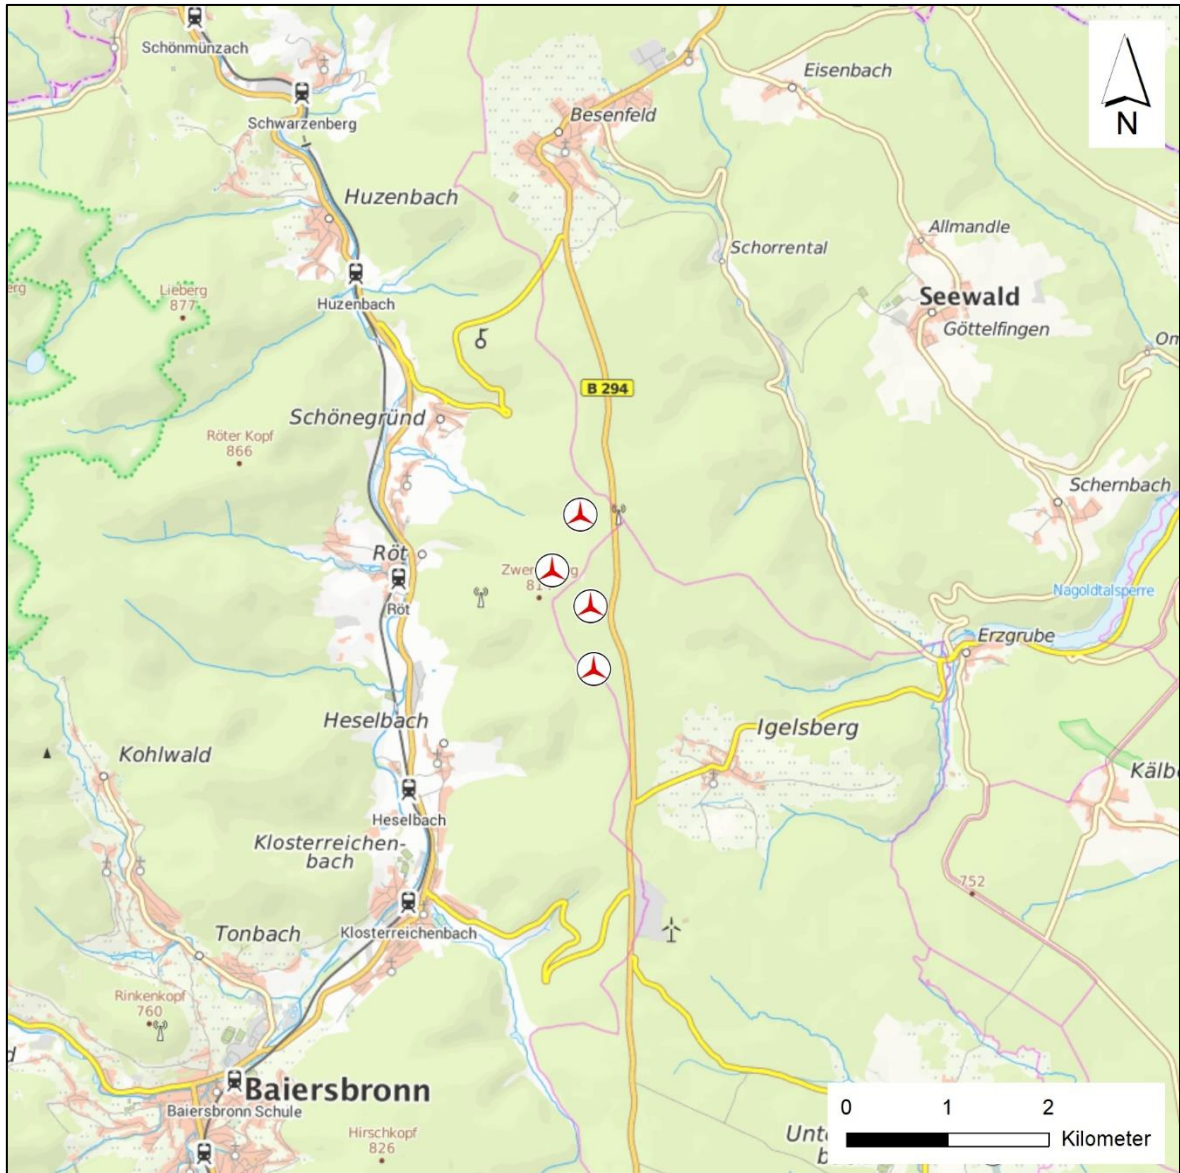 Schönmünzach
Eisenbach
N
Besenfeld
Schwarzenberg
Huzenbach
Allmandle
Schorrental
Lieberg
877
Seewald
Huzenbach
Göttelfingen
B 294
Schönegründ
Röter Kopf
866
Schernbach
Röt
Nagoldtalsperre
Röt
Erzgrube
Heselbach
Igelsberg
Kohlwald
Heselbach
Klosterreichen-
bach
752
Tonbach
Klosterreichenbach
Rinkenkopf
760
Baiersbronn
Baiersbronn Schule
0 1 2
Kilometer
Hirschkopf
826